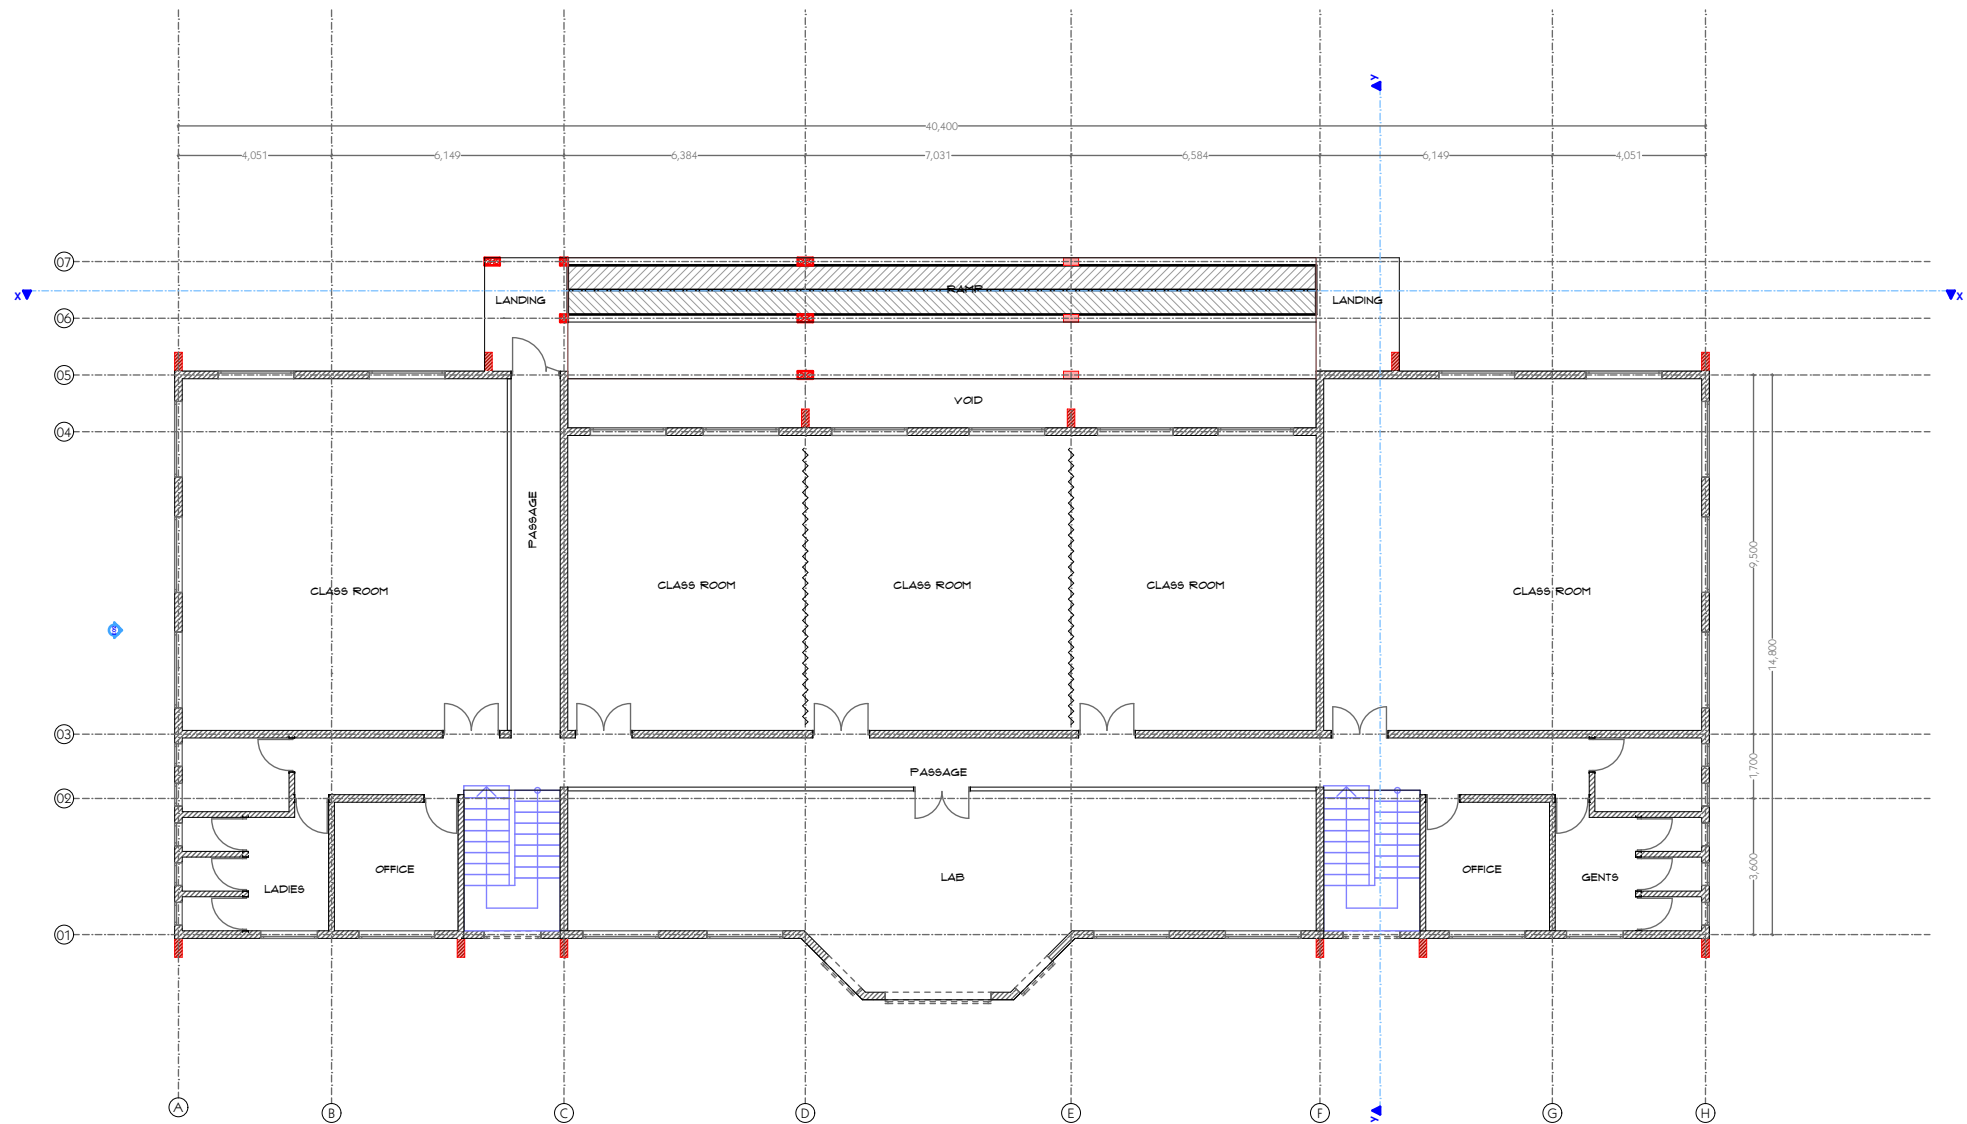 Y
40,400
4,051 6,149 6,384 7,031 6,584 6,149 4,051
07
RAMP
X X
LANDING LANDING
06
05
VOID
04
PASSAGE
9,500
CLASS ROOM CLASS ROOM CLASS ROOM CLASS ROOM CLASS ROOM
14,800
03
PASSAGE
1,700
02
OFFICE OFFICE
3,600
LADIES LAB GENTS
01
A B C D E F G H
Y